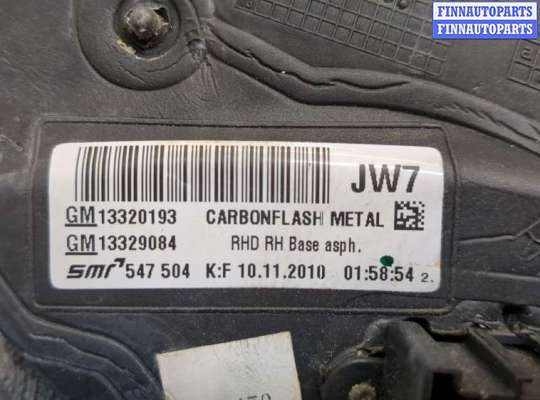 FINNAUTOPARTS
FINNAUTOPARTS
JW7
GM13320193 CARBONFLASH METAL
GM13329084 RHD RH Base asph.
smr 547 504 K:F 10.11.2010 01:58:54 2.